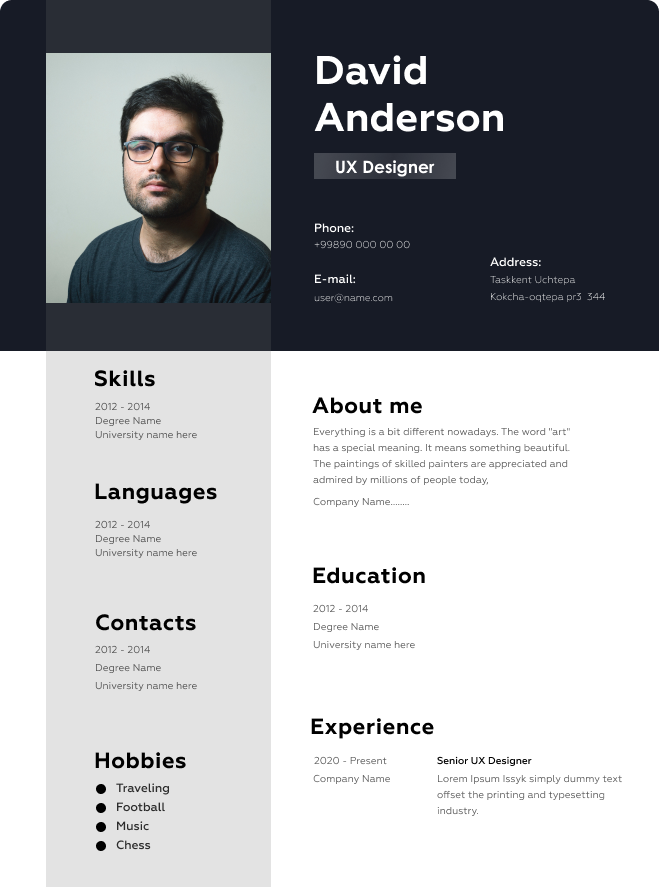 David
Anderson
UX Designer
Phone:
+99890 000 00 00
E-mail:
user@name.com
Address:
Taskkent Uchtepa
Kokcha-oqtepa pr3 344
Skills
2012 - 2014
Degree Name
University name here
Languages
2012 - 2014
Degree Name
University name here
Contacts
2012 - 2014
Degree Name
University name here
Hobbies
Traveling
Football
Music
Chess
About me
Everything is a bit different nowadays. The word "art"
has a special meaning. It means something beautiful.
The paintings of skilled painters are appreciated and
admired by millions of people today,
Company Name........
Education
2012 - 2014
Degree Name
University name here
Experience
2020 - Present
Company Name
Senior UX Designer
Lorem Ipsum Issyk simply dummy text
offset the printing and typesetting
industry.